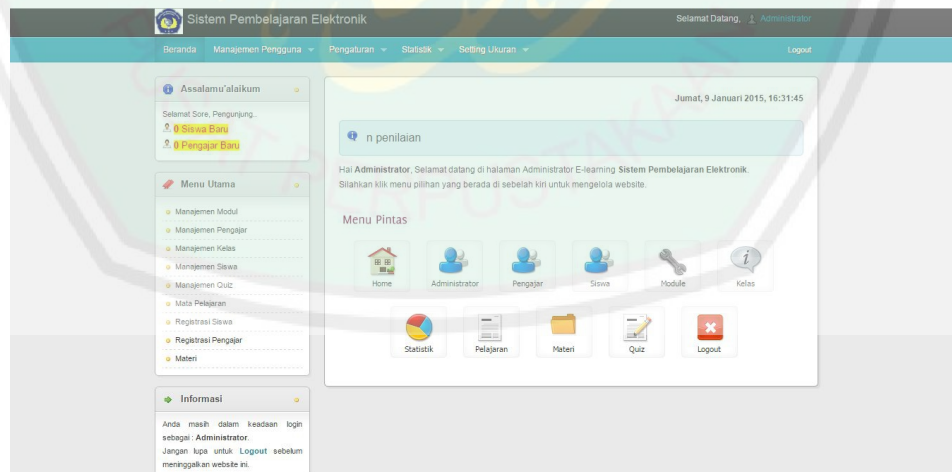 Sistem Pembelajaran Elektronik
Selamat Datang, Administrator
Beranda Manajemen Pengguna Pengaturan Statistik Setting Ukuran Logout
Assalamu'alaikum
Selamat Sore, Pengunjung..
0 Siswa Baru
0 Pengajar Baru
Menu Utama
Manajemen Modul
Manajemen Pengajar
Manajemen Kelas
Manajemen Siswa
Manajemen Quiz
Mata Pelajaran
Registrasi Siswa
Registrasi Pengajar
Materi
Informasi
Anda masih dalam keadaan login
sebagai : Administrator.
Jangan lupa untuk Logout sebelum
meninggalkan website ini.
Jumat, 9 Januari 2015, 16:31:45
n penilaian
Hai Administrator, Selamat datang di halaman Administrator E-learning Sistem Pembelajaran Elektronik.
Silahkan klik menu pilihan yang berada di sebelah kiri untuk mengelola website.
Menu Pintas
Home Administrator Pengajar Siswa Module Kelas
Statistik Pelajaran Materi Quiz Logout